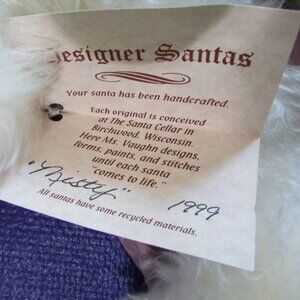 Designer Santas
Your santa has been handcrafted.
Each original is conceived
at The Santa Cellar in
Birchwood, Wisconsin.
Here Ms. Vaughn designs,
forms, paints, and stitches
until each santa
"comes to life."
"Misty" 1999
All santas have some recycled materials.